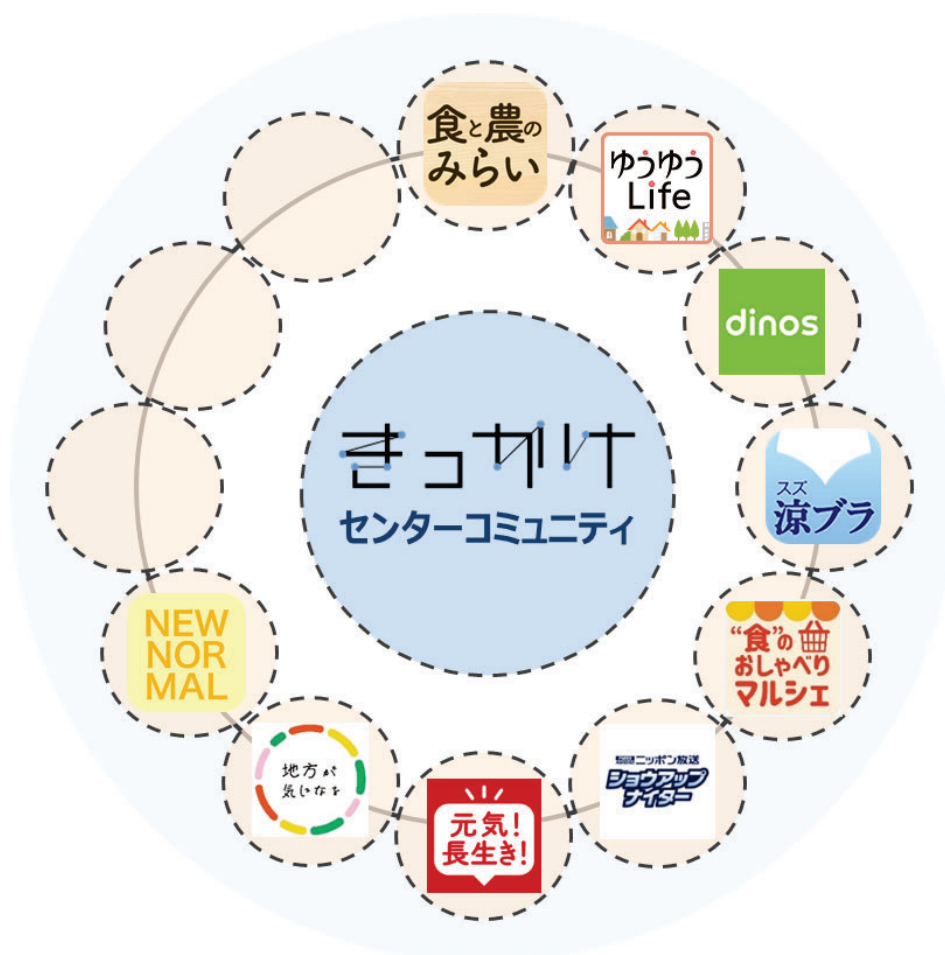 食と農の
みらい
ゆうゆう
Life
dinos
スズ
涼ブラ
“食”の
おしゃべり
マルシェ
ニッポン放送
ショウアップ
ナイター
元気!
長生き!
地方が
気になる
NEW
NOR
MAL
きっかけ
センターコミュニティ